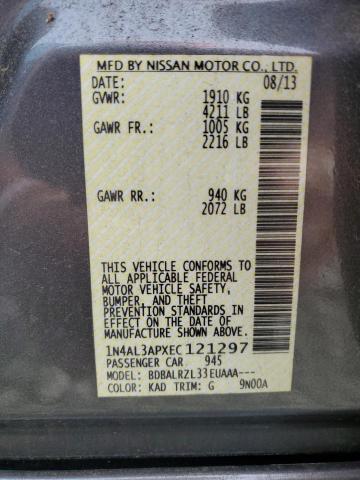 MFD BY NISSAN MOTOR CO., LTD.
DATE: 08/13
GVWR: 1910 KG
4211 LB
GAWR FR.: 1005 KG
2216 LB
GAWR RR.: 940 KG
2072 LB
THIS VEHICLE CONFORMS TO
ALL APPLICABLE FEDERAL
MOTOR VEHICLE SAFETY,
BUMPER, AND THEFT
PREVENTION STANDARDS IN
EFFECT ON THE DATE OF
MANUFACTURE SHOWN ABOVE.
1N4AL3APXEC121297
PASSENGER CAR 945
MODEL: BDBALRZL33EUAAA---
COLOR: KAD TRIM: G 9N00A